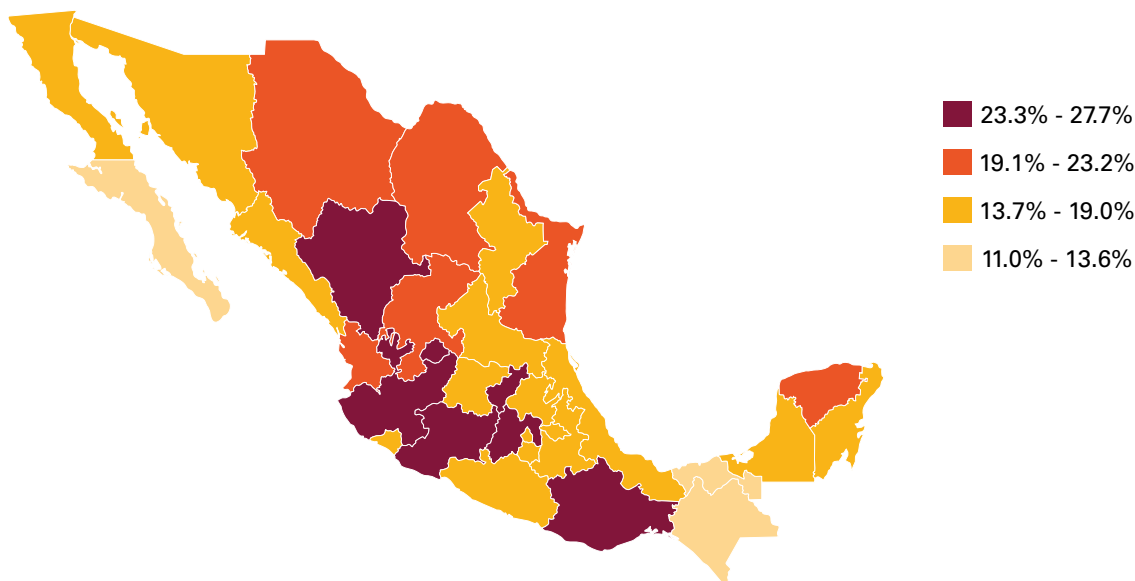 23.3% - 27.7%
19.1% - 23.2%
13.7% - 19.0%
11.0% - 13.6%